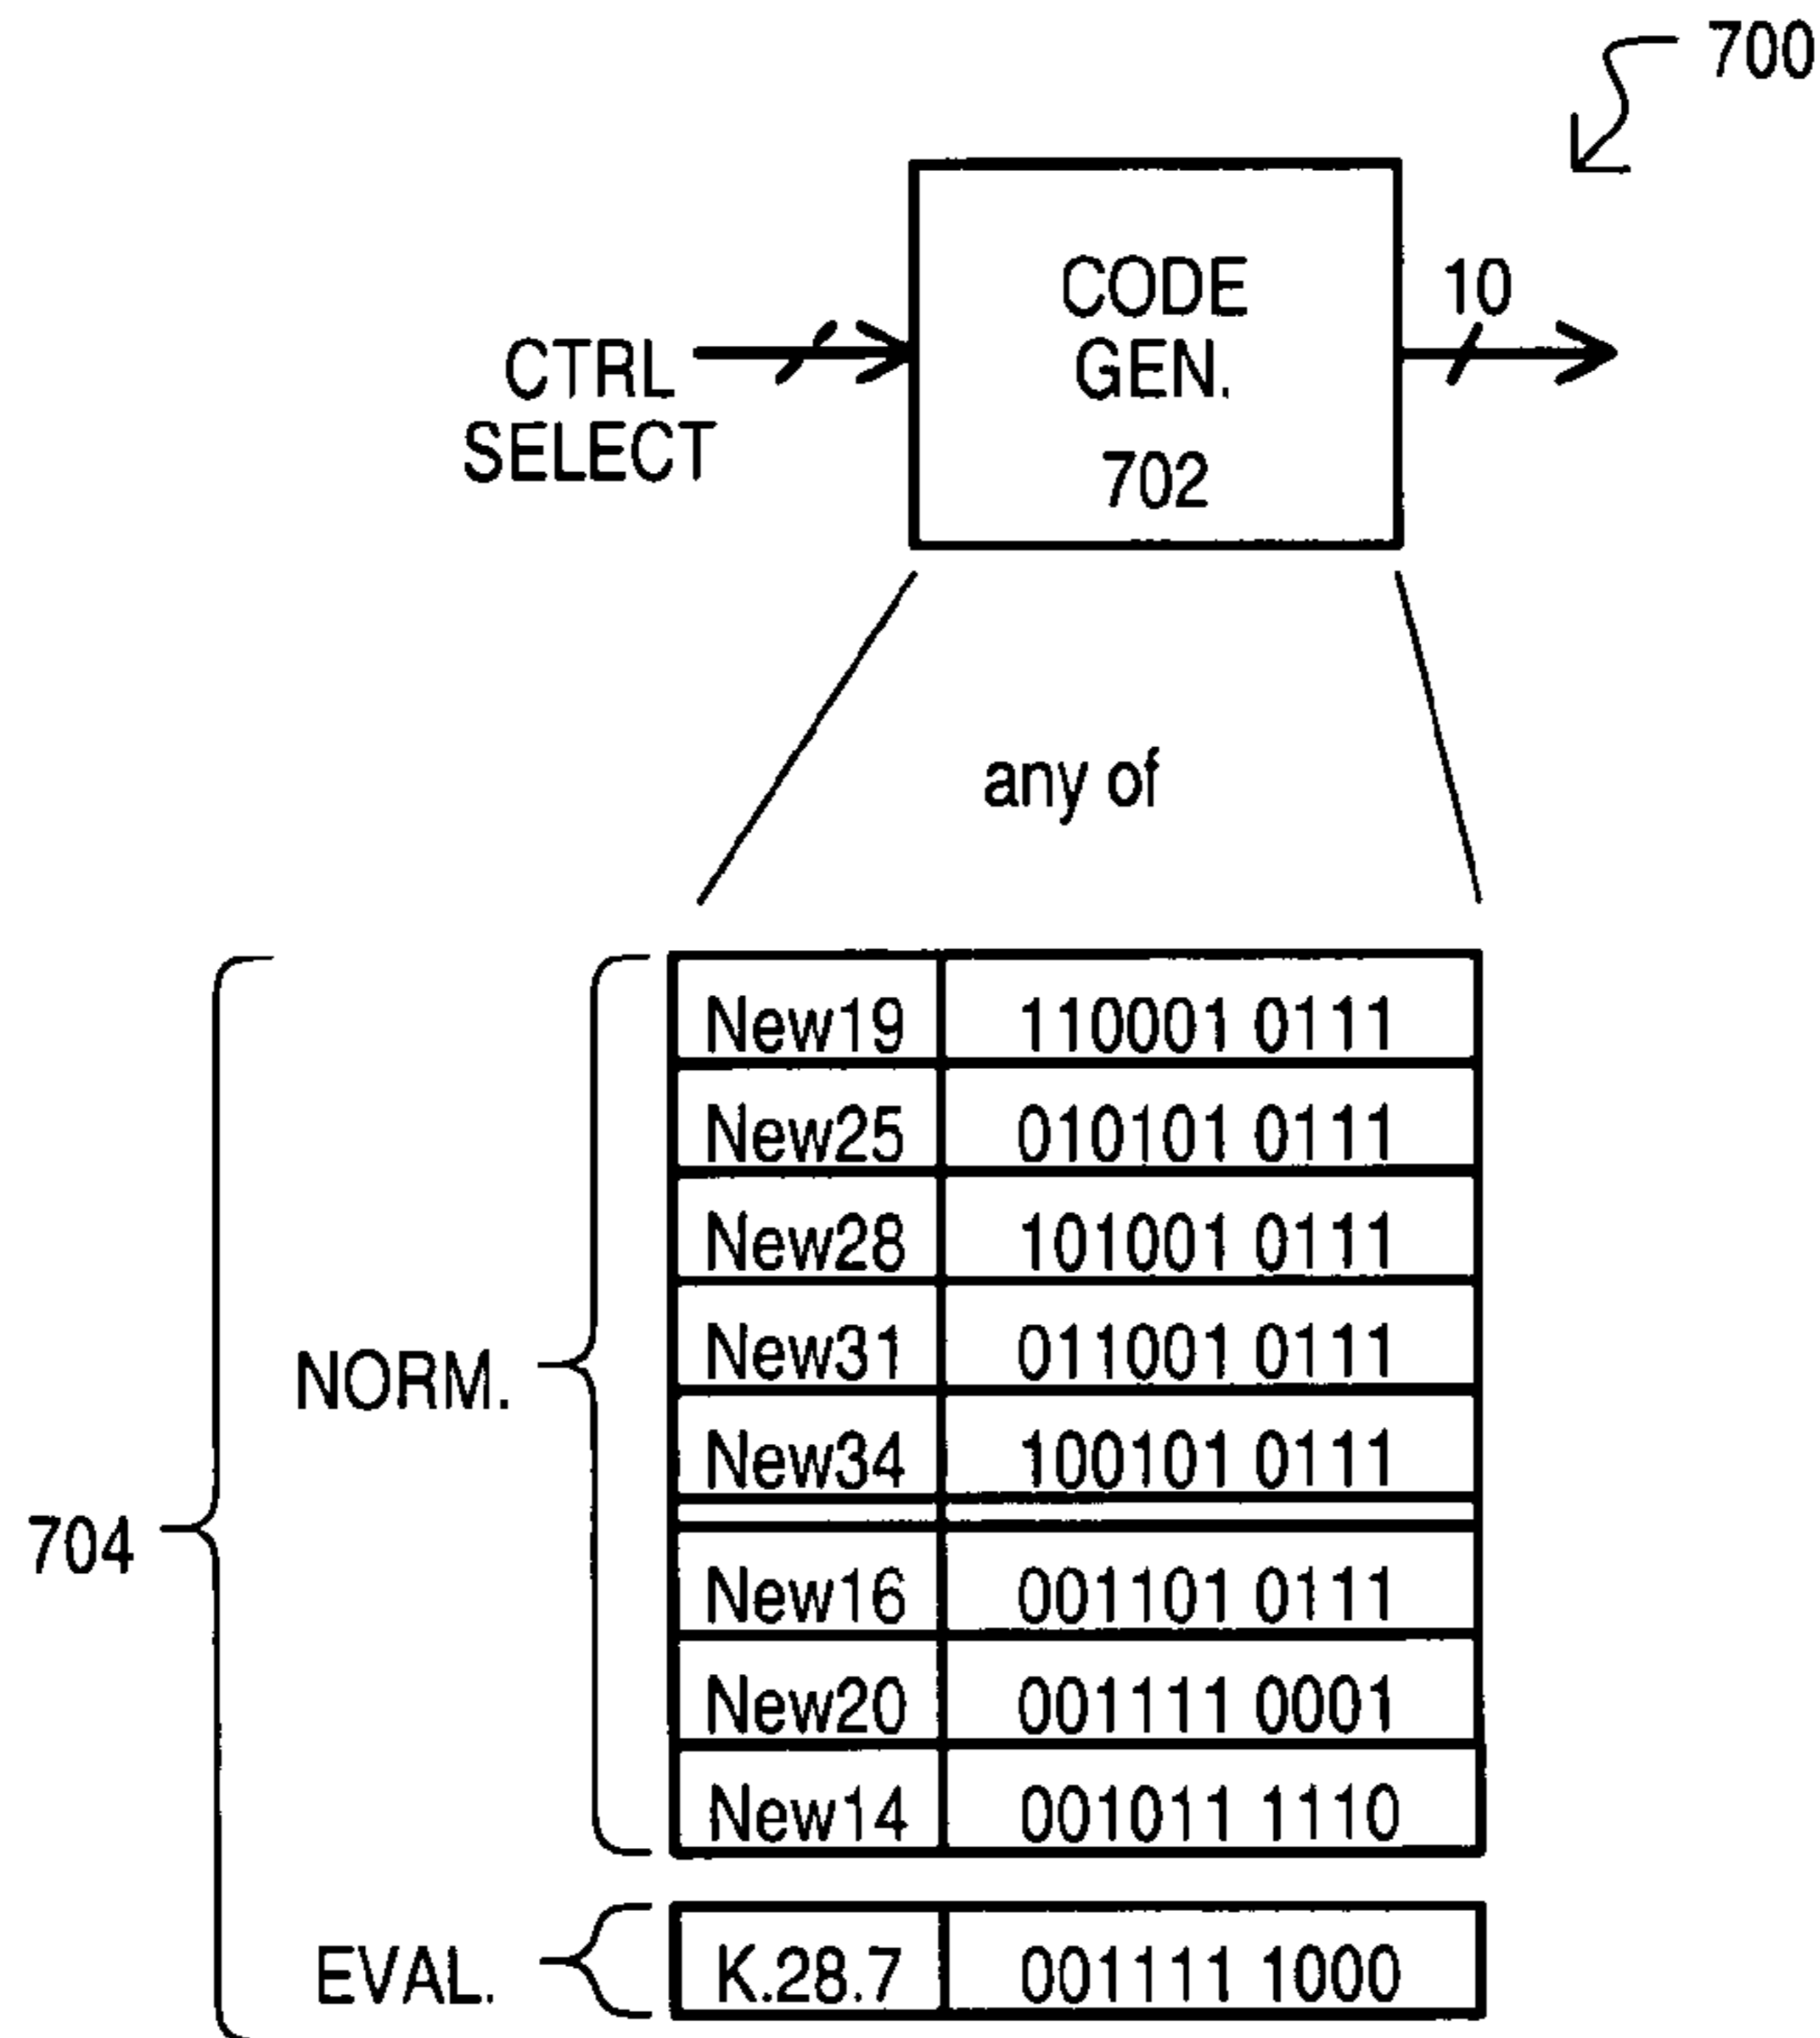 700
CODE
GEN.
702
10
CTRL
SELECT
any of
New19 110001 0111
New25 010101 0111
New28 101001 0111
New31 011001 0111
New34 100101 0111
New16 001101 0111
New20 001111 0001
New14 001011 1110
NORM.
704
EVAL.
K.28.7 001111 1000